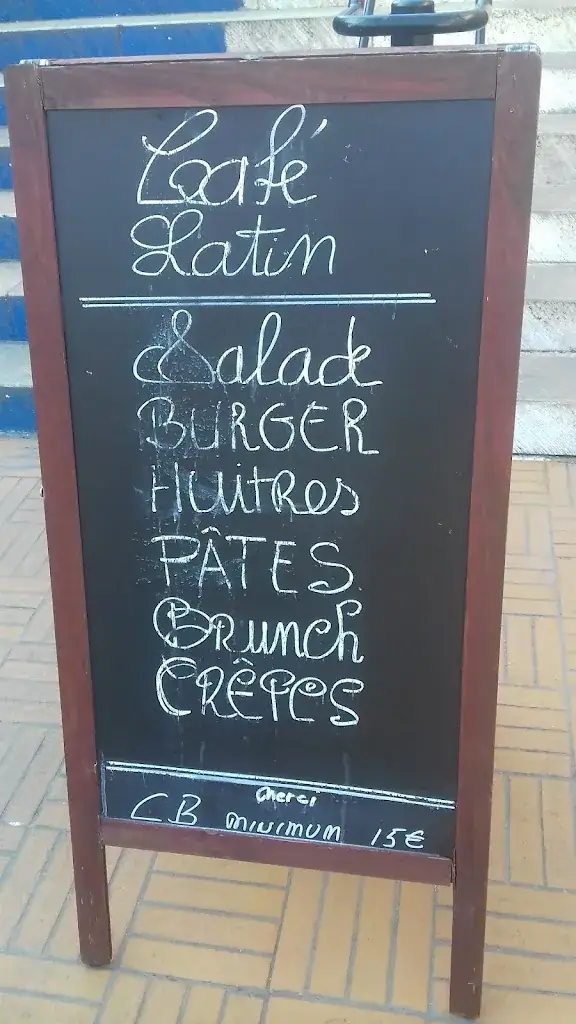 Café
Latin
Salade
BURGER
HUitRes
PÂTES
BRunch
CRÊPES
Merci
CB MINIMUM 15€